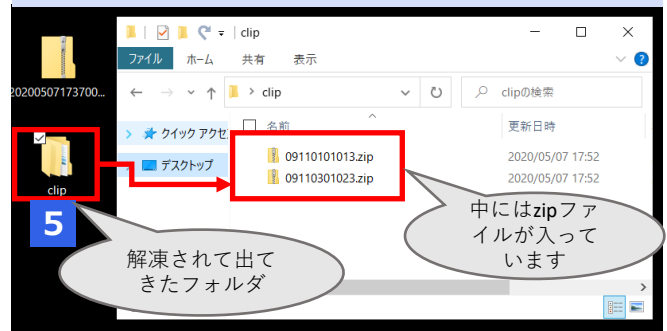 clip
ファイル ホーム 共有 表示
20200507173700...
> clip
clipの検索
クイック アクセ
名前 更新日時
デスクトップ
09110101013.zip 2020/05/07 17:52
09110301023.zip 2020/05/07 17:52
clip
5
中にはzipファ
イルが入って
います
解凍されて出て
きたフォルダ